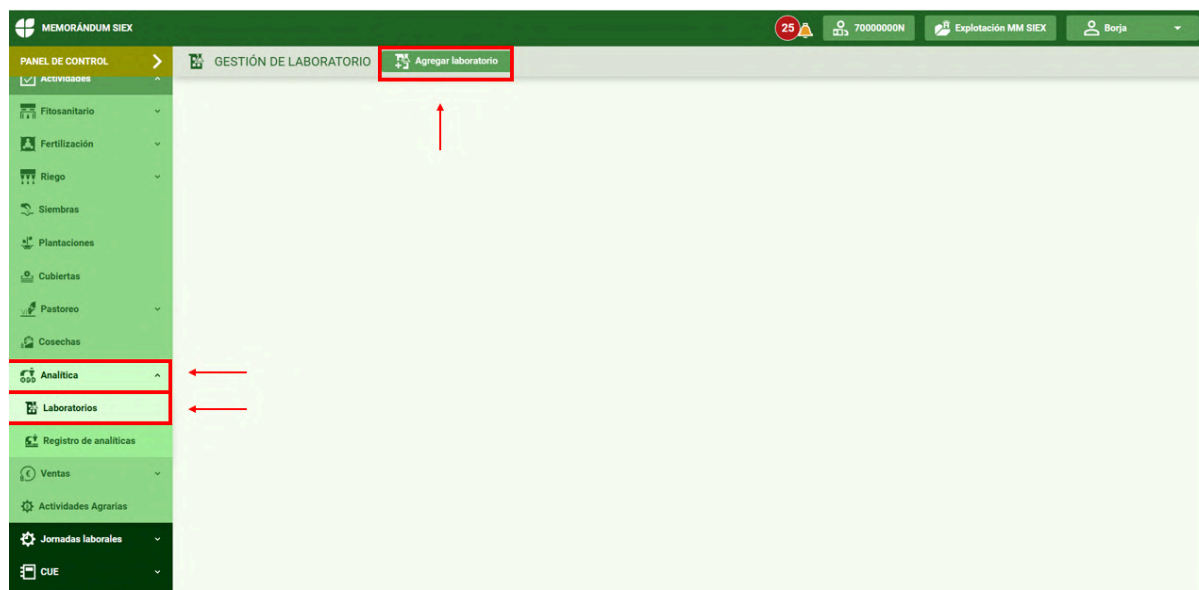 MEMORÁNDUM SIEX
25
70000000N
Explotación MM SIEX
Borja
PANEL DE CONTROL
GESTIÓN DE LABORATORIO
Agregar laboratorio
Actividades
Fitosanitario
Fertilización
Riego
Siembras
Plantaciones
Cubiertas
Pastoreo
Cosechas
Analítica
Laboratorios
Registro de analíticas
Ventas
Actividades Agrarias
Jornadas laborales
CUE